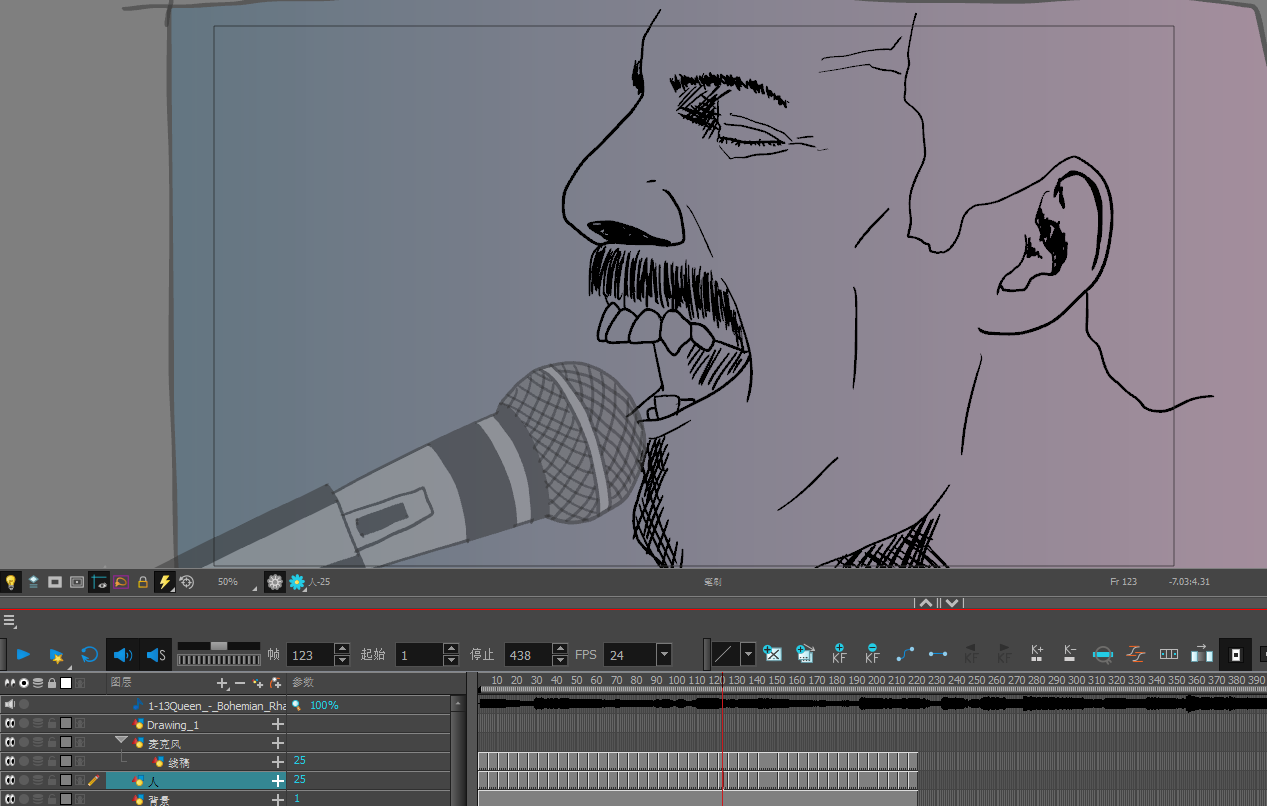 50%
人-25
笔刷
Fr 123
-7.03:4.31
帧 123 起始 1 停止 438 FPS 24
KF KF KF KF K+ K-
图层 参数
10 20 30 40 50 60 70 80 90 100 110 120 130 140 150 160 170 180 190 200 210 220 230 240 250 260 270 280 290 300 310 320 330 340 350 360 370 380 390
S
1-13Queen_-_Bohemian_Rha 100%
Drawing_1
麦克风
线稿 25
人 25
背景 1